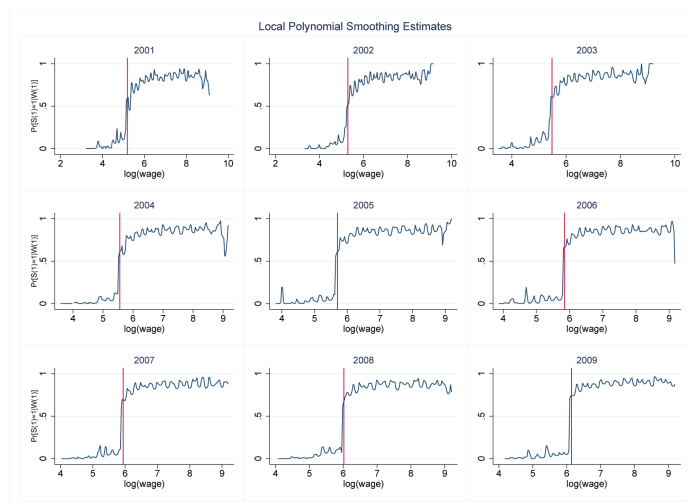 Local Polynomial Smoothing Estimates
2001
Pr[S(1)=1|W(1)]
0 .5 1
2 4 6 8 10
log(wage)
2002
0 .5 1
2 4 6 8 10
log(wage)
2003
0 .5 1
4 6 8 10
log(wage)
2004
Pr[S(1)=1|W(1)]
0 .5 1
4 5 6 7 8 9
log(wage)
2005
0 .5 1
4 5 6 7 8 9
log(wage)
2006
0 .5 1
4 5 6 7 8 9
log(wage)
2007
Pr[S(1)=1|W(1)]
0 .5 1
4 5 6 7 8 9
log(wage)
2008
0 .5 1
4 5 6 7 8 9
log(wage)
2009
0 .5 1
4 5 6 7 8 9
log(wage)